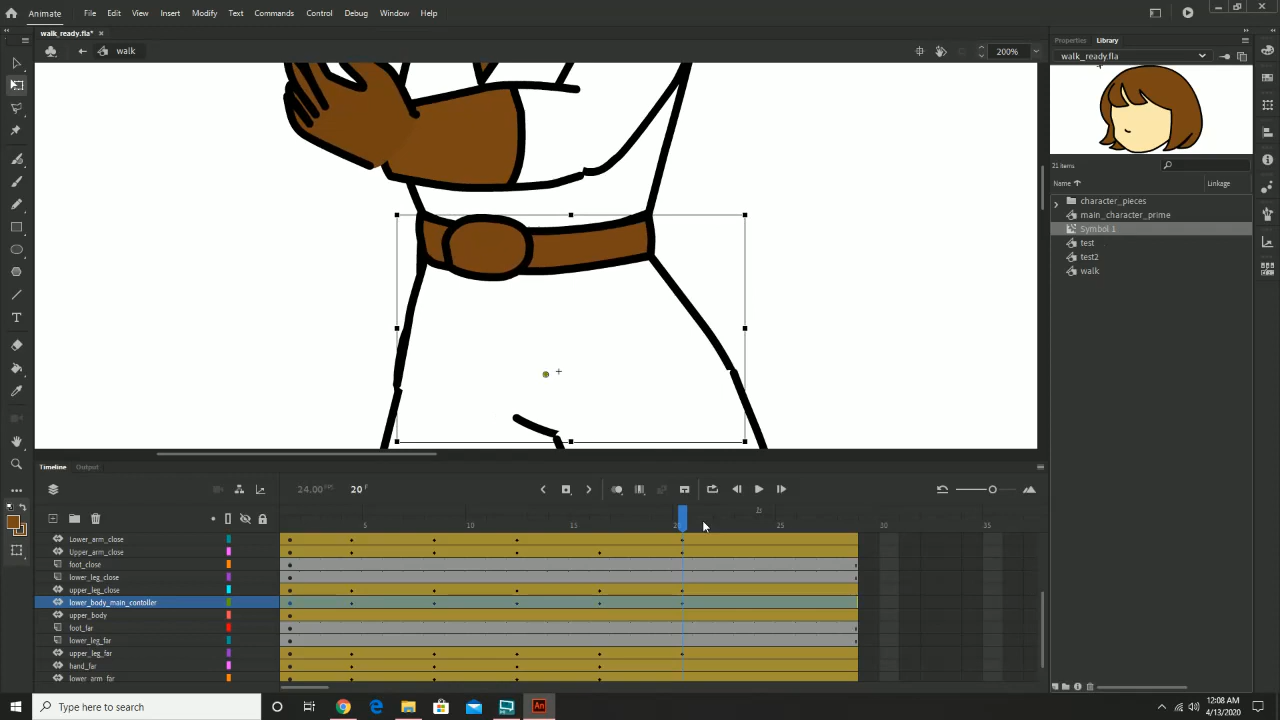 Animate File Edit View Insert Modify Text Commands Control Debug Window Help
walk_ready.fla* ×
walk 200%
Properties Library
walk_ready.fla
21 items
Name Linkage
character_pieces
main_character_prime
Symbol 1
test
test2
walk
Timeline Output
24.00 FPS 20 F
1s
5 10 15 20 25 30 35
Lower_arm_close
Upper_arm_close
foot_close
lower_leg_close
upper_leg_close
lower_body_main_contoller
upper_body
foot_far
lower_leg_far
upper_leg_far
hand_far
lower_arm_far
Type here to search
12:08 AM
4/13/2020